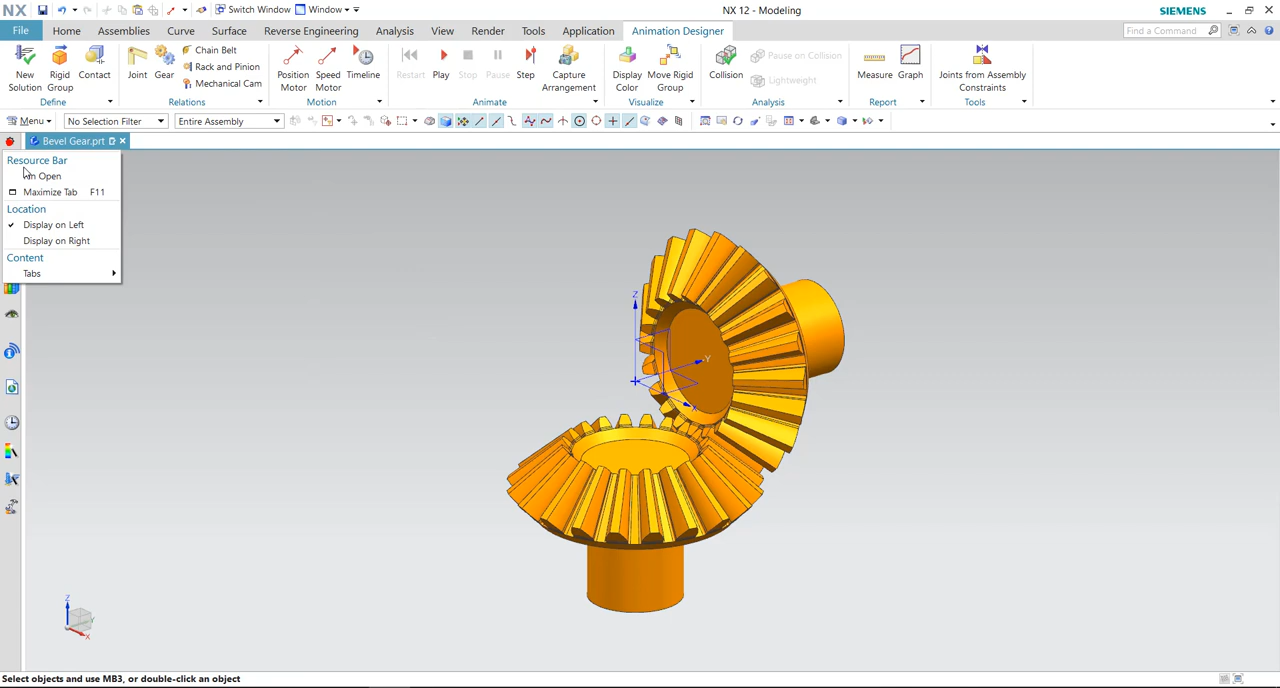 NX
Switch Window
Window
NX 12 - Modeling
SIEMENS
File
Home
Assemblies
Curve
Surface
Reverse Engineering
Analysis
View
Render
Tools
Application
Animation Designer
Find a Command
New Solution
Rigid Group
Contact
Define
Joint
Gear
Chain Belt
Rack and Pinion
Mechanical Cam
Relations
Position Motor
Speed Motor
Timeline
Motion
Restart
Play
Stop
Pause
Step
Capture Arrangement
Animate
Display Color
Move Rigid Group
Visualize
Collision
Pause on Collision
Lightweight
Analysis
Measure
Graph
Report
Joints from Assembly Constraints
Tools
Menu
No Selection Filter
Entire Assembly
Bevel Gear.prt
Resource Bar
Open
Maximize Tab F11
Location
Display on Left
Display on Right
Content
Tabs
Z
Y
X
Z
Y
X
Select objects and use MB3, or double-click an object